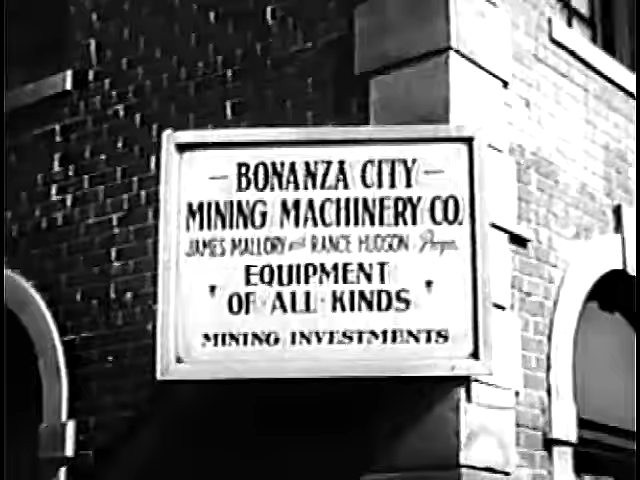 - BONANZA CITY -
MINING MACHINERY CO.
JAMES MALLORY and RANCE HUDSON - Props.
EQUIPMENT
OF ALL KINDS
MINING INVESTMENTS